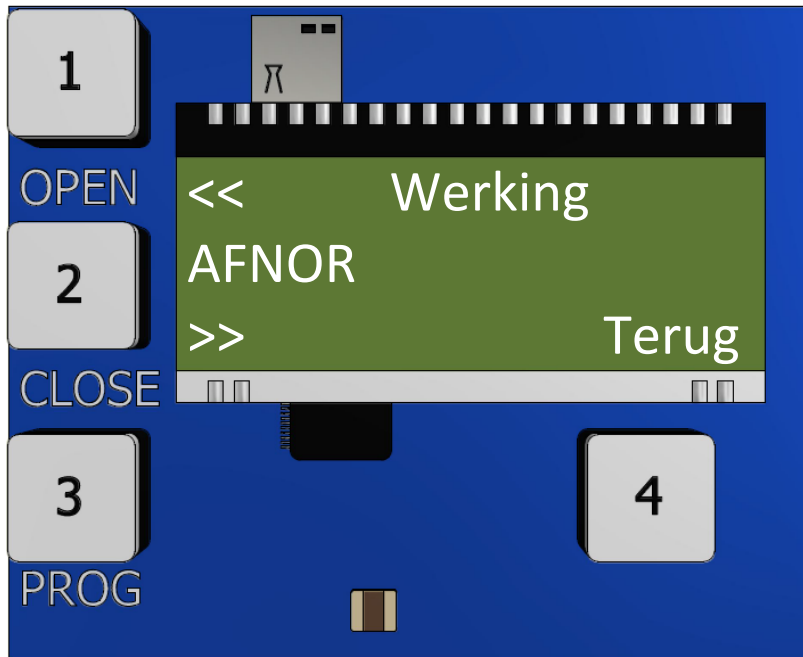 1
OPEN
<< Werking
2
AFNOR
>> Terug
CLOSE
3
4
PROG